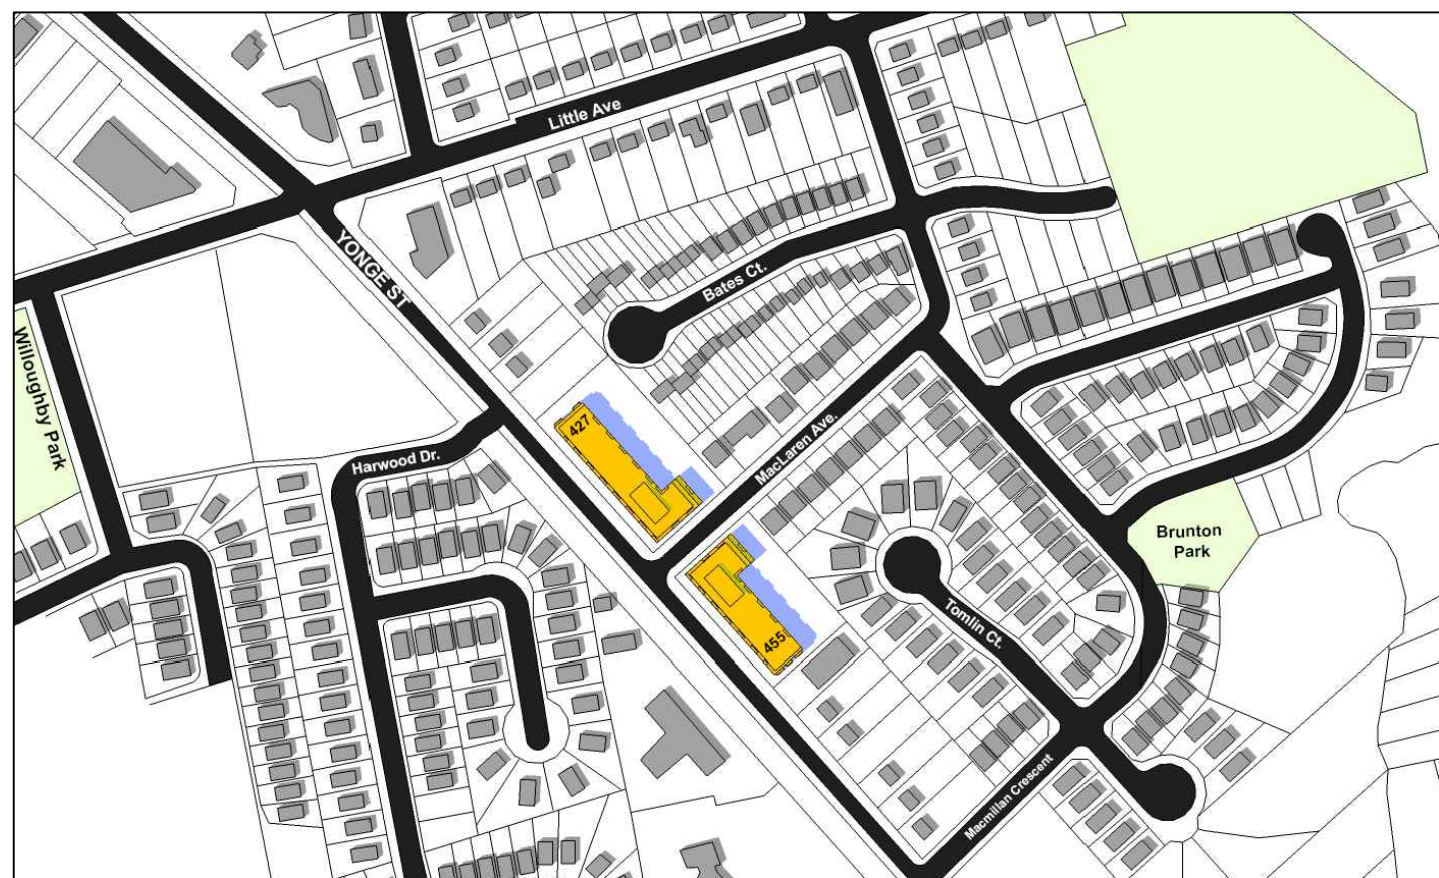 Little Ave
YONGE ST
Bates Ct.
Willoughby Park
427
MacLaren Ave.
Harwood Dr.
Brunton
Park
455
Tomlin Ct.
Macmillan Crescent